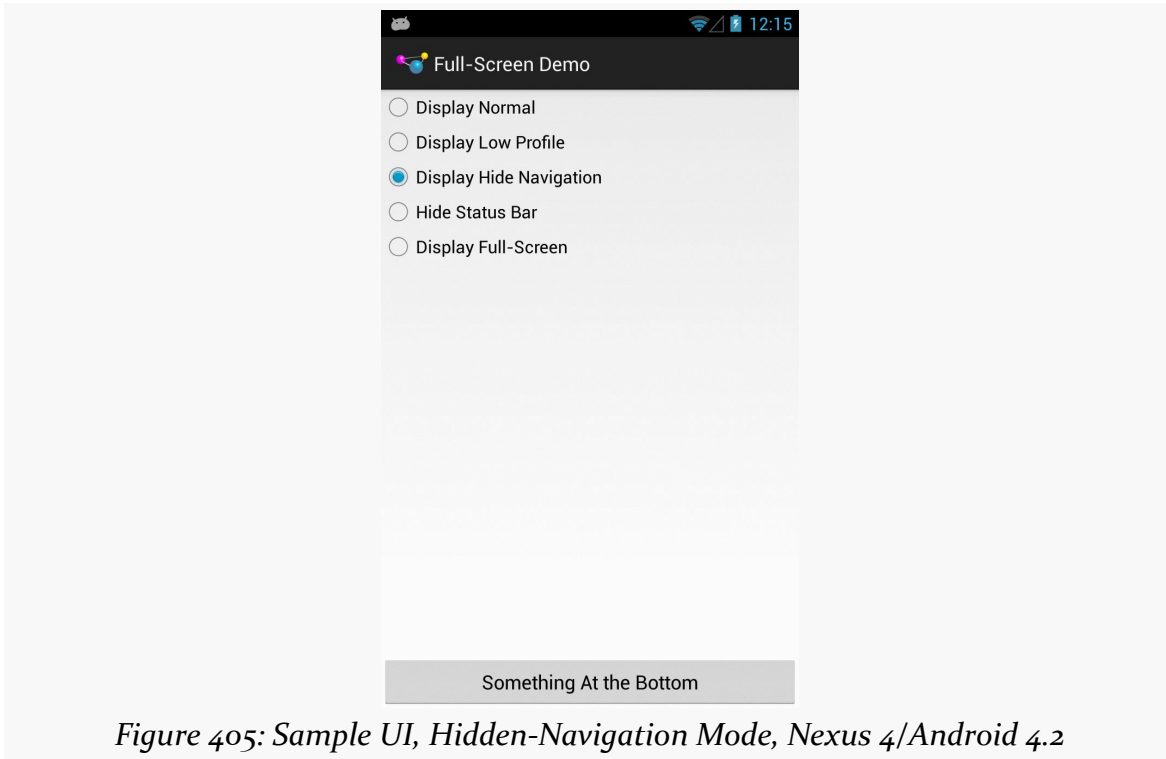 12:15
Full-Screen Demo
Display Normal
Display Low Profile
Display Hide Navigation
Hide Status Bar
Display Full-Screen
Something At the Bottom
Figure 405: Sample UI, Hidden-Navigation Mode, Nexus 4/Android 4.2